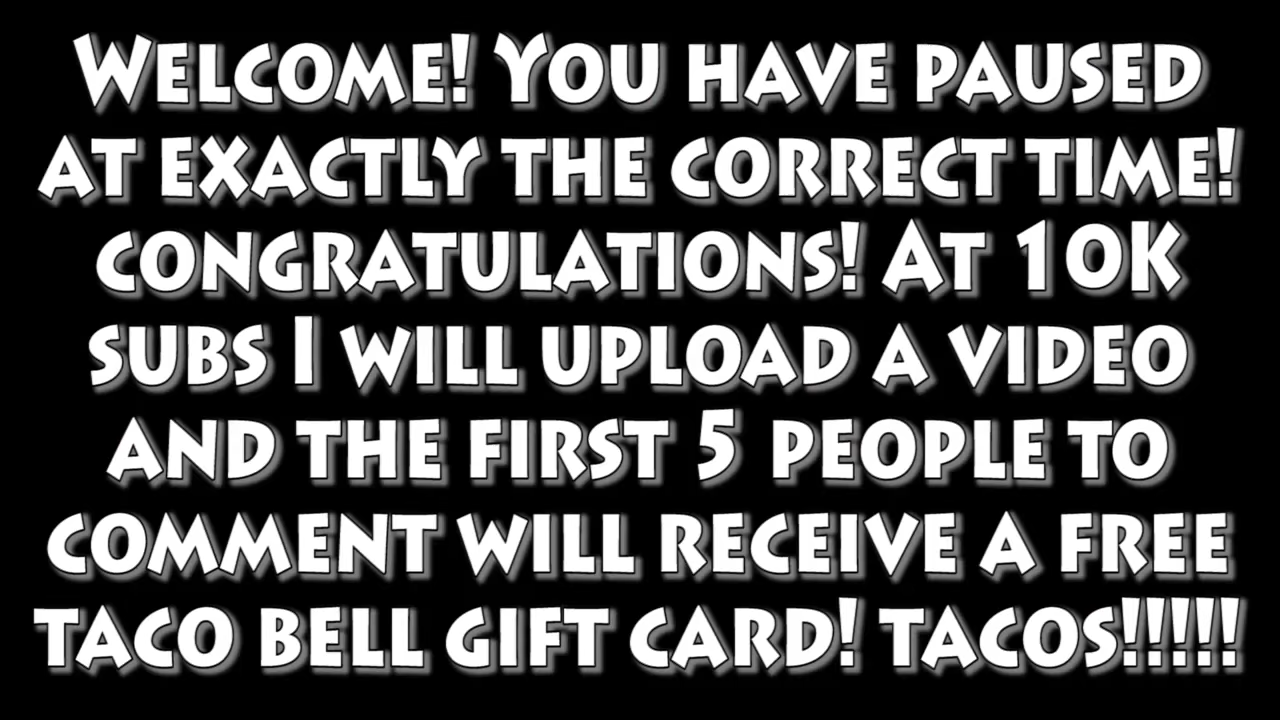 Welcome! You have paused
at exactly the correct time!
congratulations! At 10K
subs I will upload a video
and the first 5 people to
comment will receive a free
taco bell gift card! tacos!!!!!